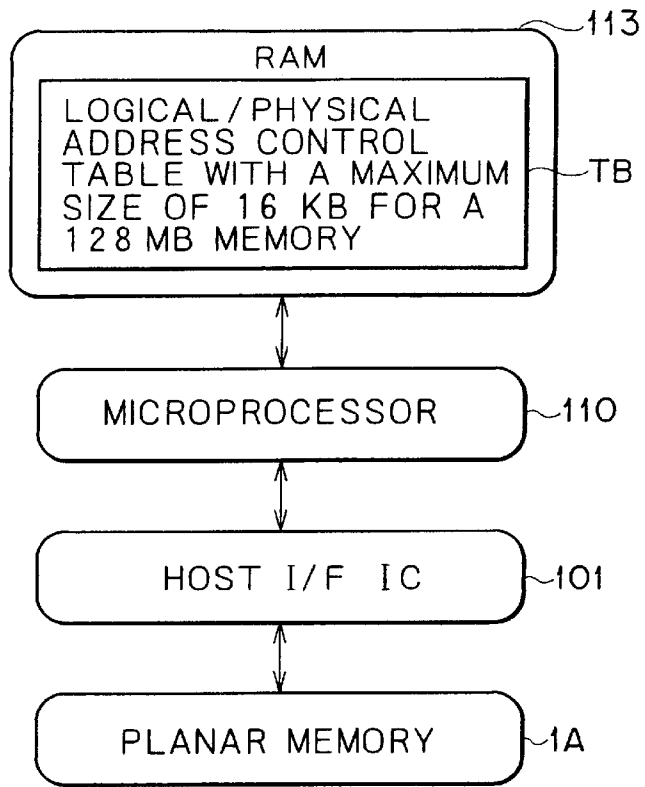 113
RAM
LOGICAL/PHYSICAL
ADDRESS CONTROL
TABLE WITH A MAXIMUM
SIZE OF 16 KB FOR A
128 MB MEMORY
TB
MICROPROCESSOR
110
HOST I/F IC
101
PLANAR MEMORY
1A